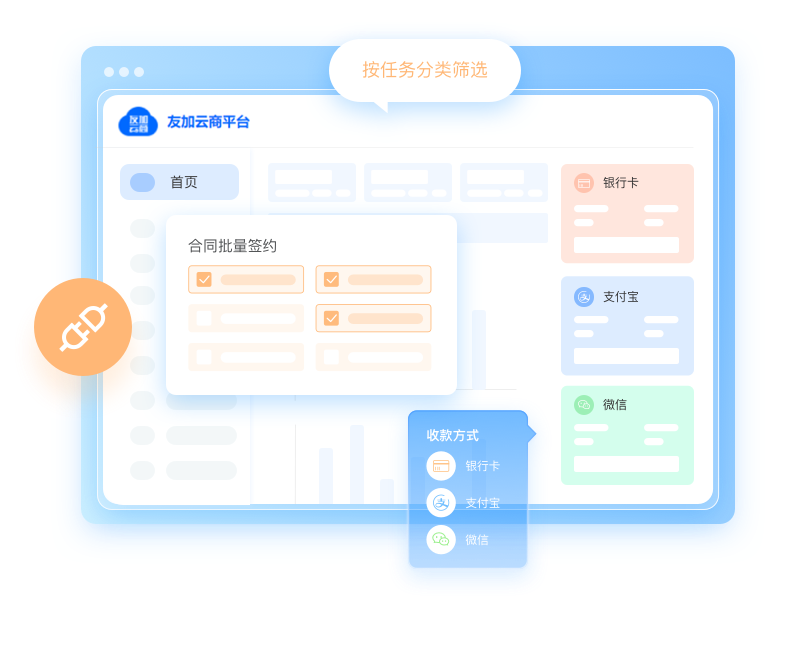 按任务分类筛选
友加
云商
友加云商平台
首页
银行卡
合同批量签约
支付宝
微信
收款方式
银行卡
支付宝
微信